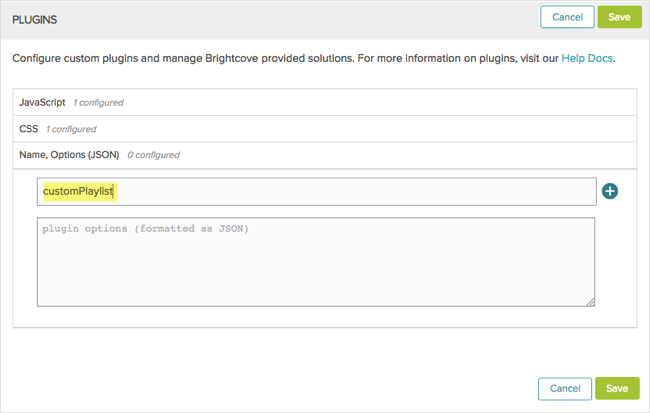 PLUGINS
Cancel
Save
Configure custom plugins and manage Brightcove provided solutions. For more information on plugins, visit our Help Docs.
JavaScript 1 configured
CSS 1 configured
Name, Options (JSON) 0 configured
customPlaylist
plugin options (formatted as JSON)
Cancel
Save